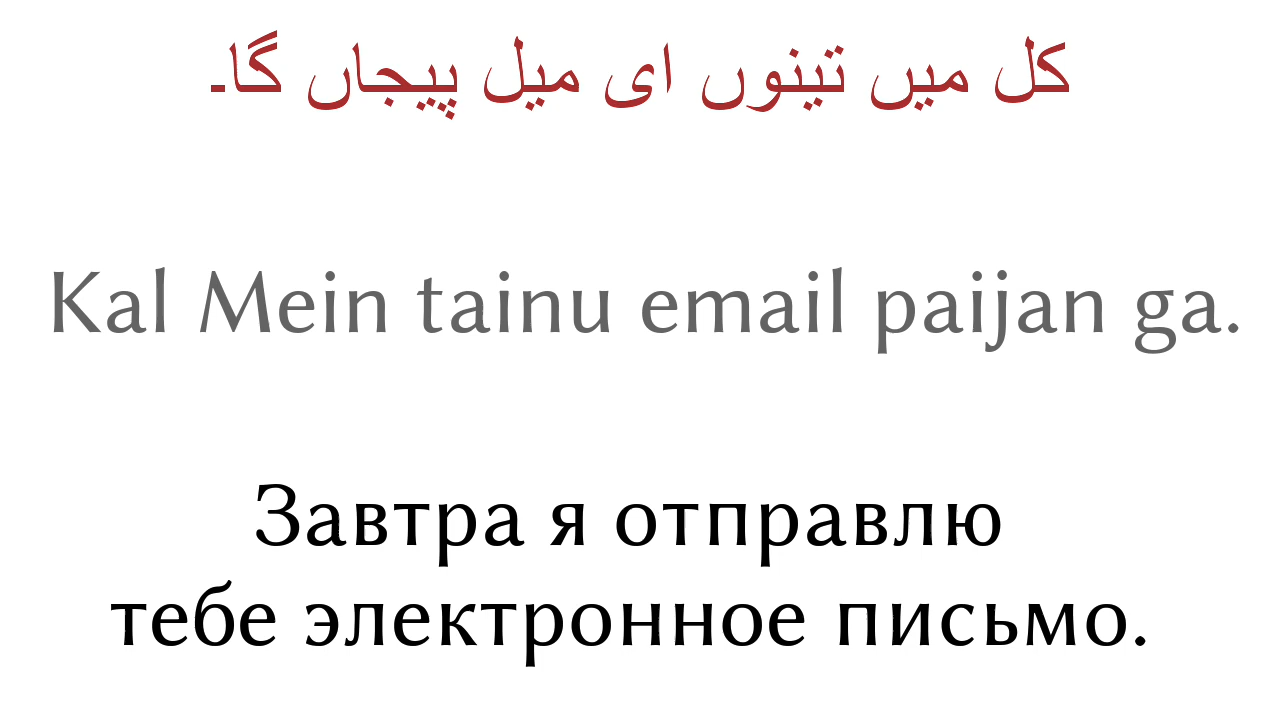 کل میں تینوں ای میل پیجاں گا۔
Kal Mein tainu email paijan ga.
Завтра я отправлю
тебе электронное письмо.